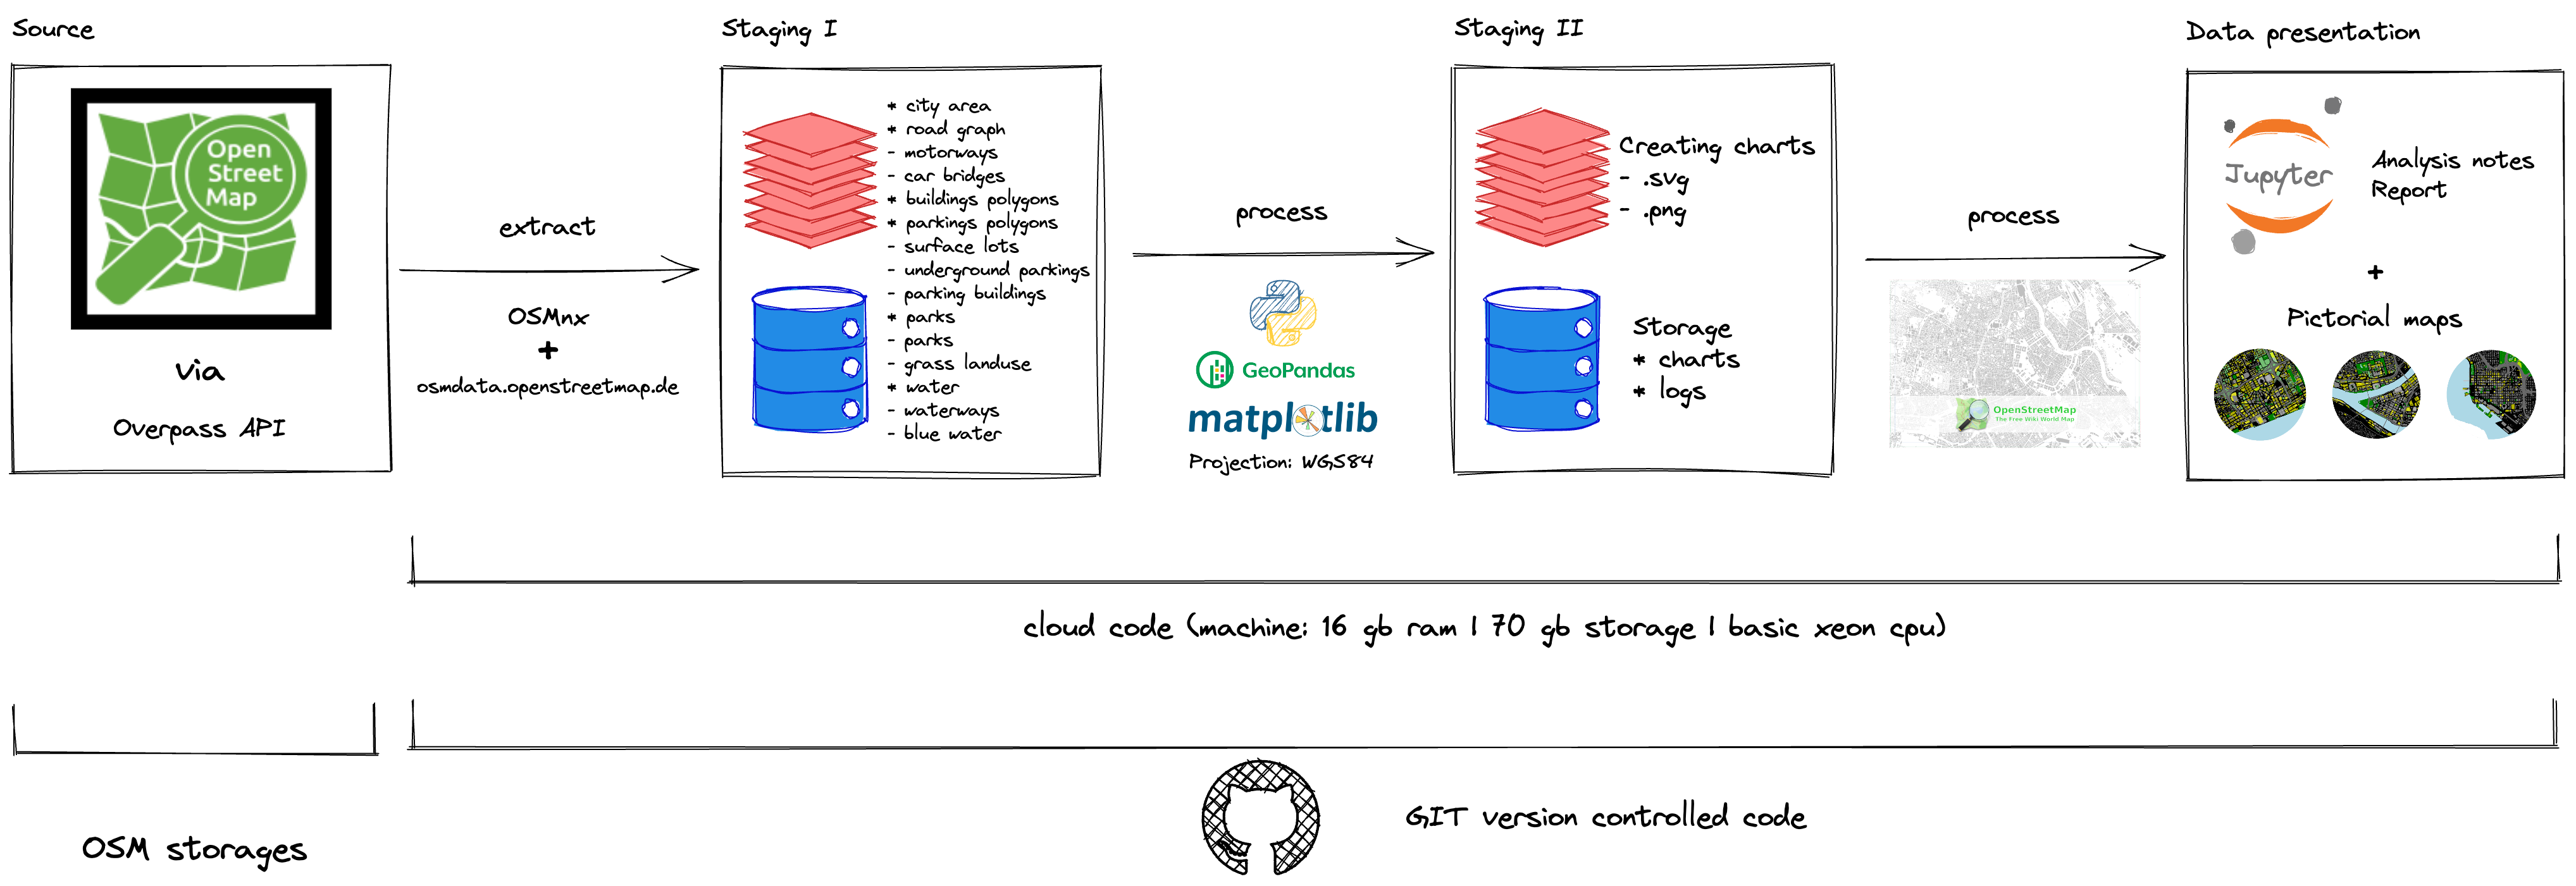 Source
Open
Street
Map
via
Overpass API
extract
OSMnx
+
osmdata.openstreetmap.de
Staging I
* city area
* road graph
- motorways
- car bridges
* buildings polygons
* parkings polygons
- surface lots
- underground parkings
- parking buildings
* parks
- parks
- grass landuse
* water
- waterways
- blue water
process
GeoPandas
matplotlib
Projection: WGS84
Staging II
Creating charts
- .svg
- .png
Storage
* charts
* logs
process
OpenStreetMap
The Free Wiki World Map
Data presentation
Jupyter
Analysis notes
Report
+
Pictorial maps
cloud code (machine: 16 gb ram | 70 gb storage | basic xeon cpu)
OSM storages
GIT version controlled code